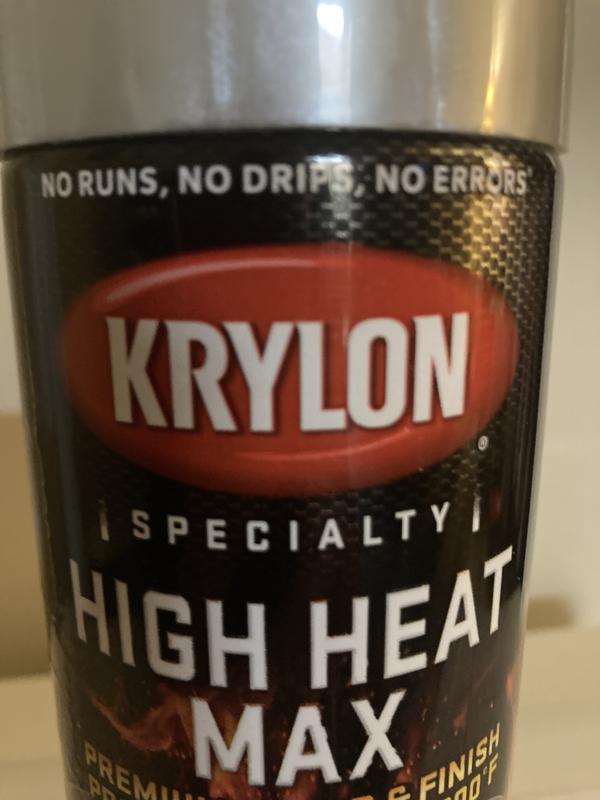 NO RUNS, NO DRIPS, NO ERRORS
KRYLON
SPECIALTY
HIGH HEAT
MAX
& FINISH